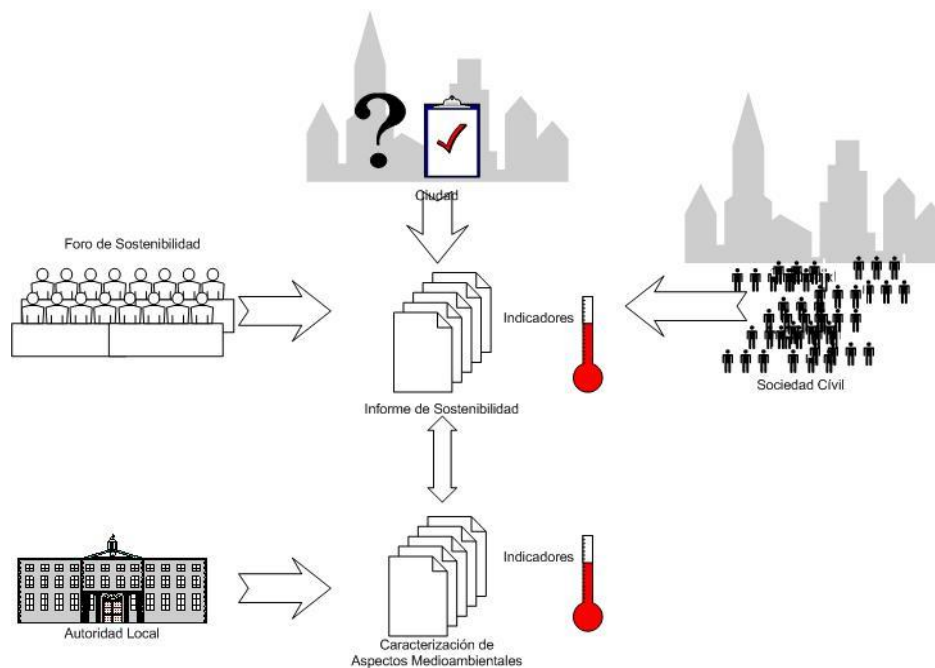 Ciudad
Foro de Sostenibilidad
Indicadores
Informe de Sostenibilidad
Sociedad Cívil
Indicadores
Autoridad Local
Caracterización de
Aspectos Medioambientales